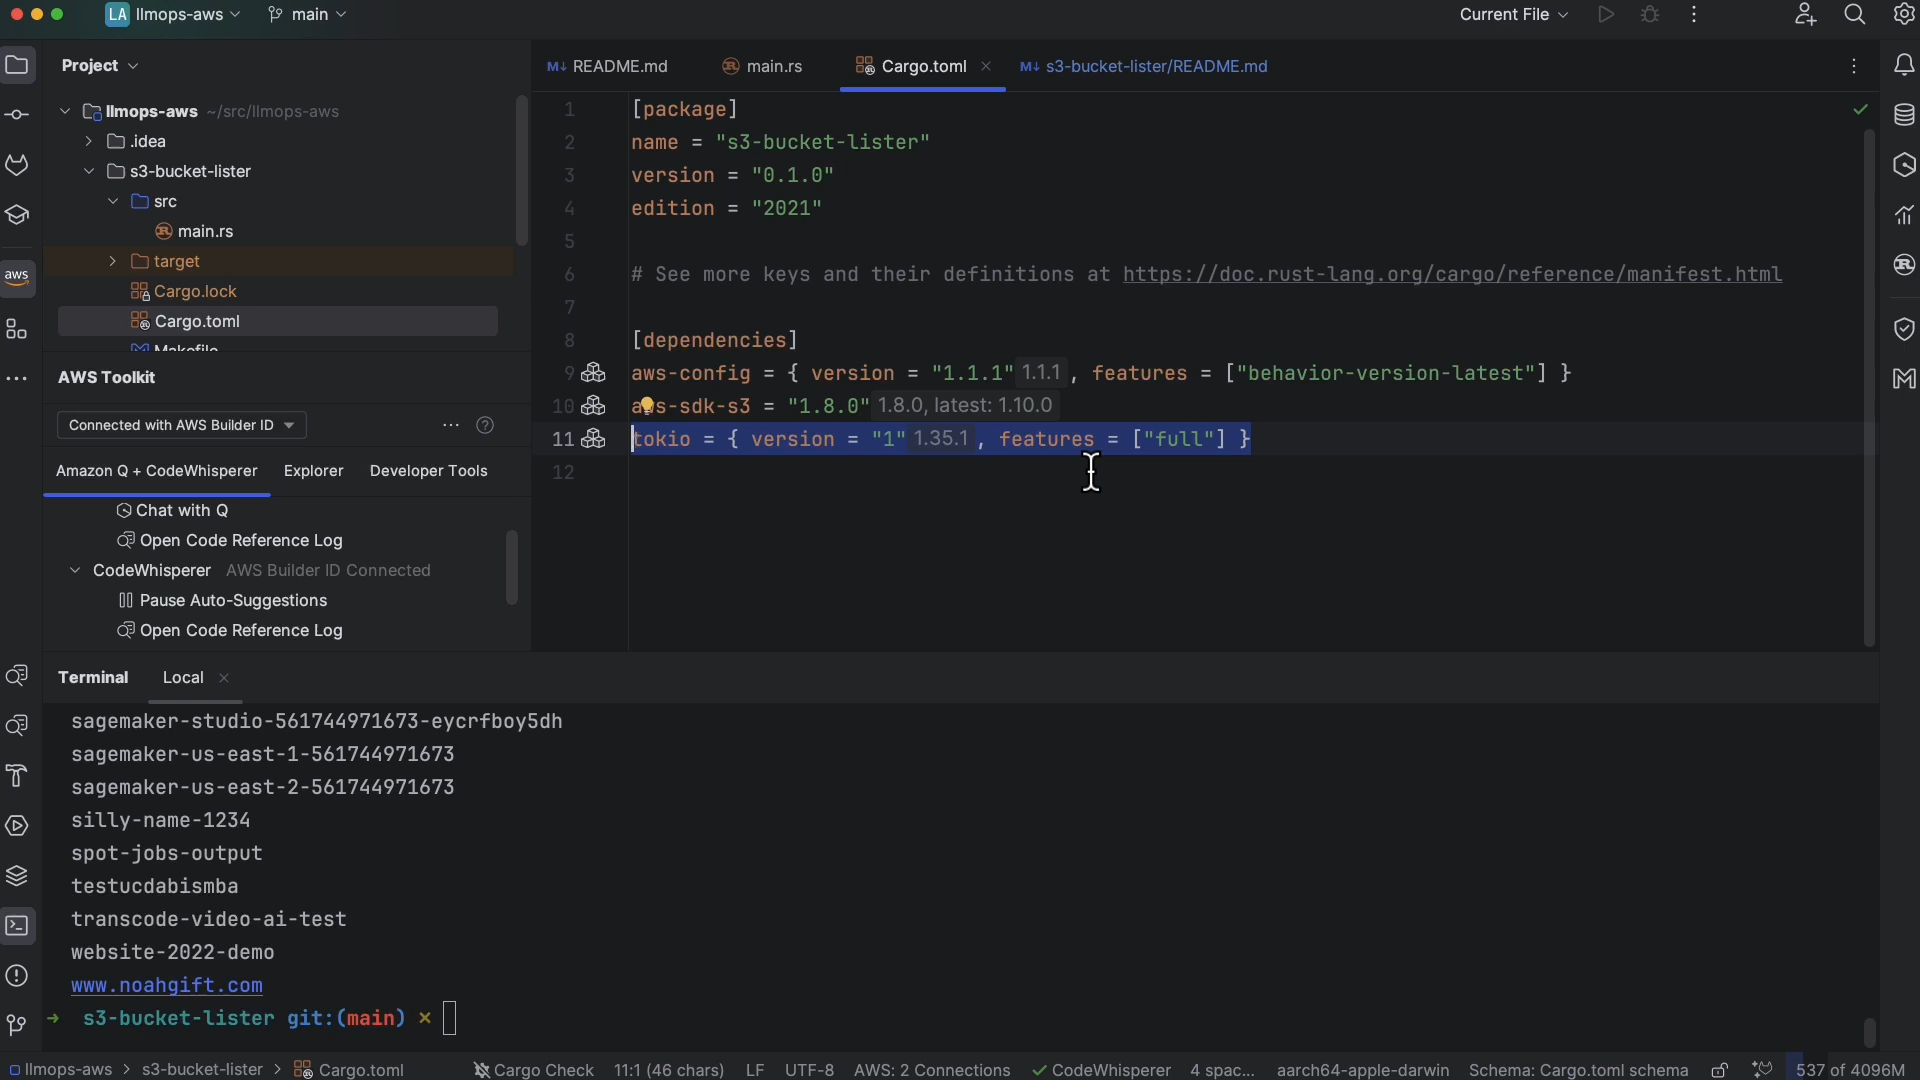 LA llmops-aws main Current File
Project
README.md main.rs Cargo.toml s3-bucket-lister/README.md
llmops-aws ~/src/llmops-aws
.idea
s3-bucket-lister
src
main.rs
target
Cargo.lock
Cargo.toml
Makefile
aws
AWS Toolkit
Connected with AWS Builder ID
Amazon Q + CodeWhisperer Explorer Developer Tools
Chat with Q
Open Code Reference Log
CodeWhisperer AWS Builder ID Connected
Pause Auto-Suggestions
Open Code Reference Log
1 [package]
2 name = "s3-bucket-lister"
3 version = "0.1.0"
4 edition = "2021"
5
6 # See more keys and their definitions at https://doc.rust-lang.org/cargo/reference/manifest.html
7
8 [dependencies]
9 aws-config = { version = "1.1.1" 1.1.1 , features = ["behavior-version-latest"] }
10 aws-sdk-s3 = "1.8.0" 1.8.0, latest: 1.10.0
11 tokio = { version = "1" 1.35.1 , features = ["full"] }
12
Terminal Local
sagemaker-studio-561744971673-eycrfboy5dh
sagemaker-us-east-1-561744971673
sagemaker-us-east-2-561744971673
silly-name-1234
spot-jobs-output
testucdabismba
transcode-video-ai-test
website-2022-demo
www.noahgift.com
→ s3-bucket-lister git:(main) ×
llmops-aws > s3-bucket-lister > Cargo.toml Cargo Check 11:1 (46 chars) LF UTF-8 AWS: 2 Connections CodeWhisperer 4 spac... aarch64-apple-darwin Schema: Cargo.toml schema 537 of 4096M